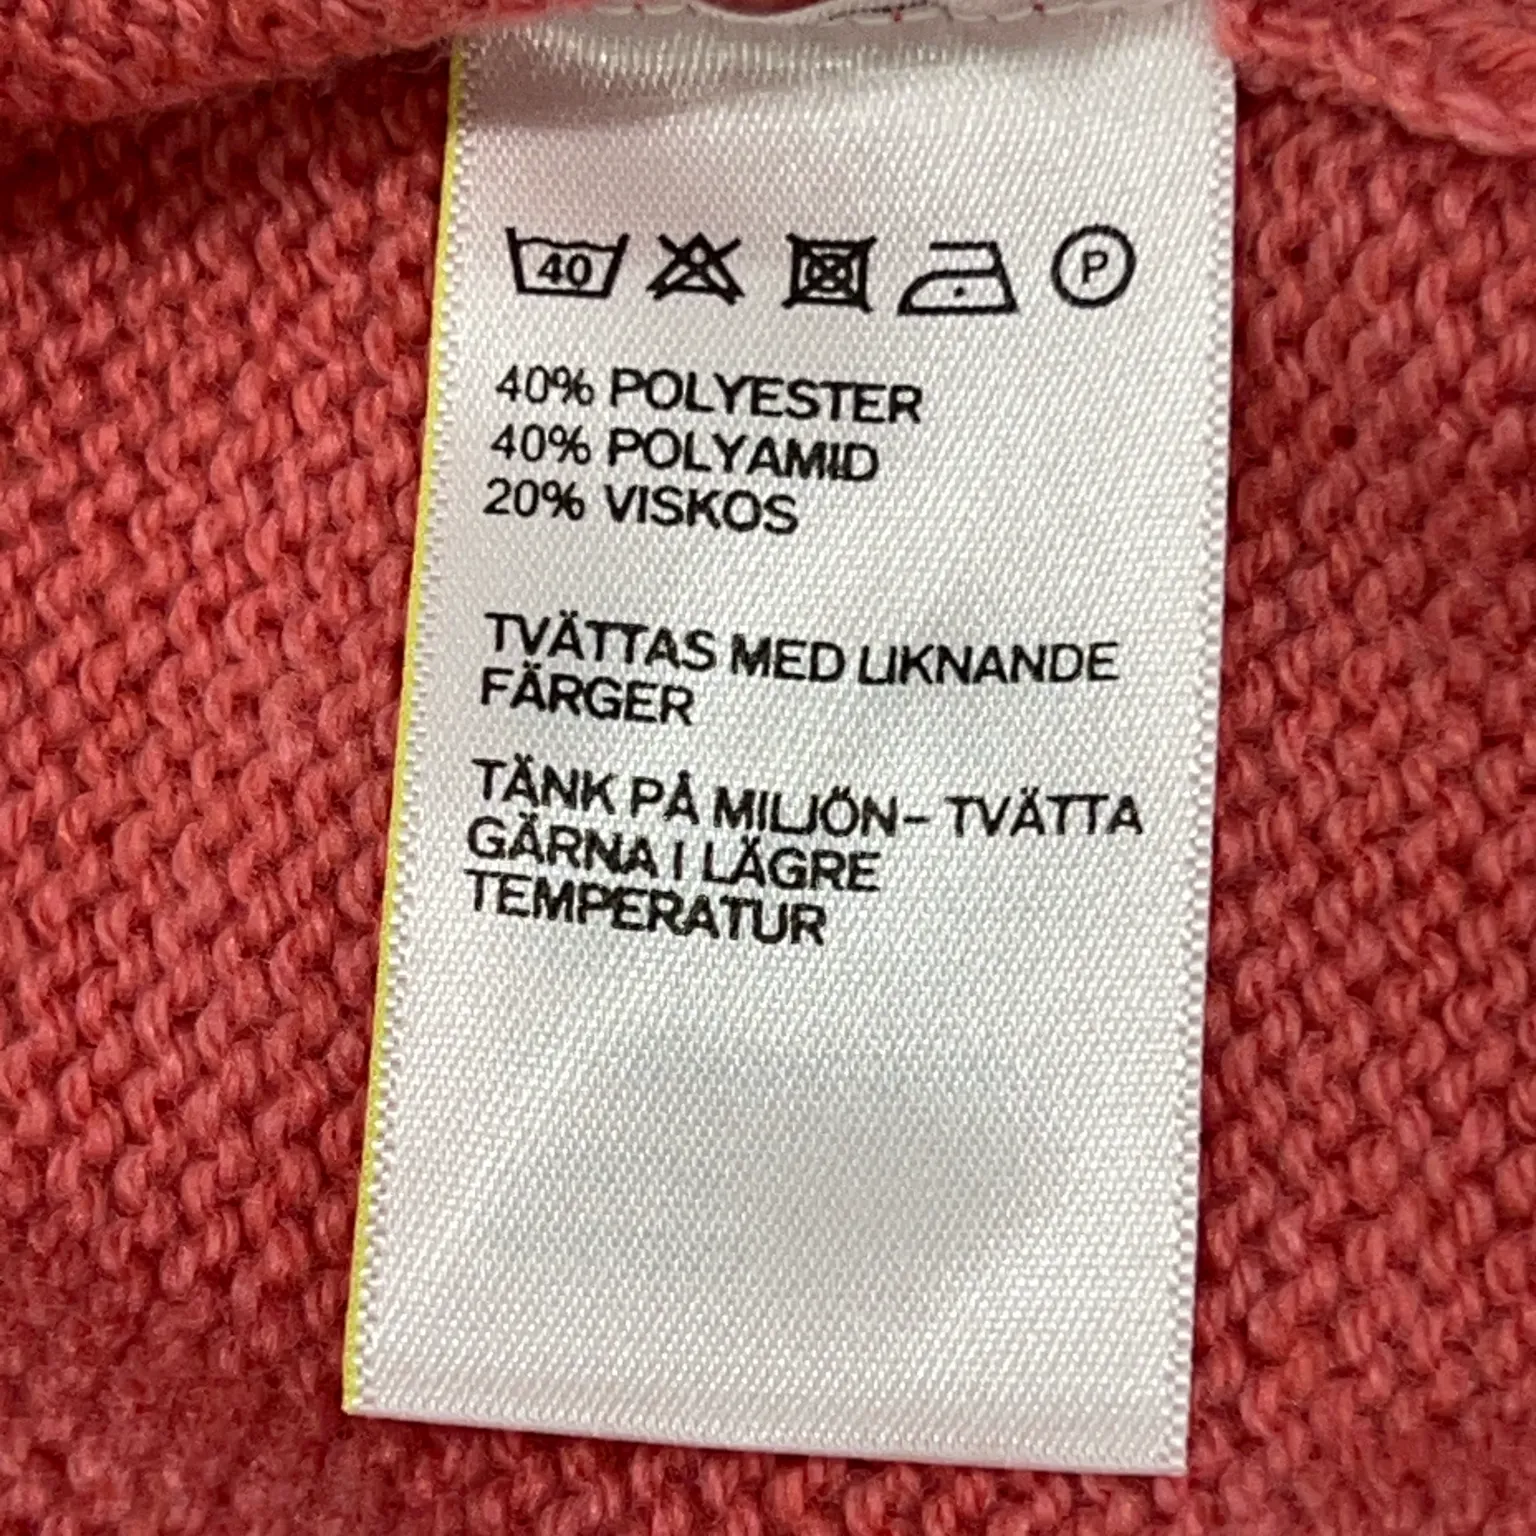 40 P
40% POLYESTER
40% POLYAMID
20% VISKOS
TVÄTTAS MED LIKNANDE
FÄRGER
TÄNK PÅ MILJÖN- TVÄTTA
GÄRNA I LÄGRE
TEMPERATUR